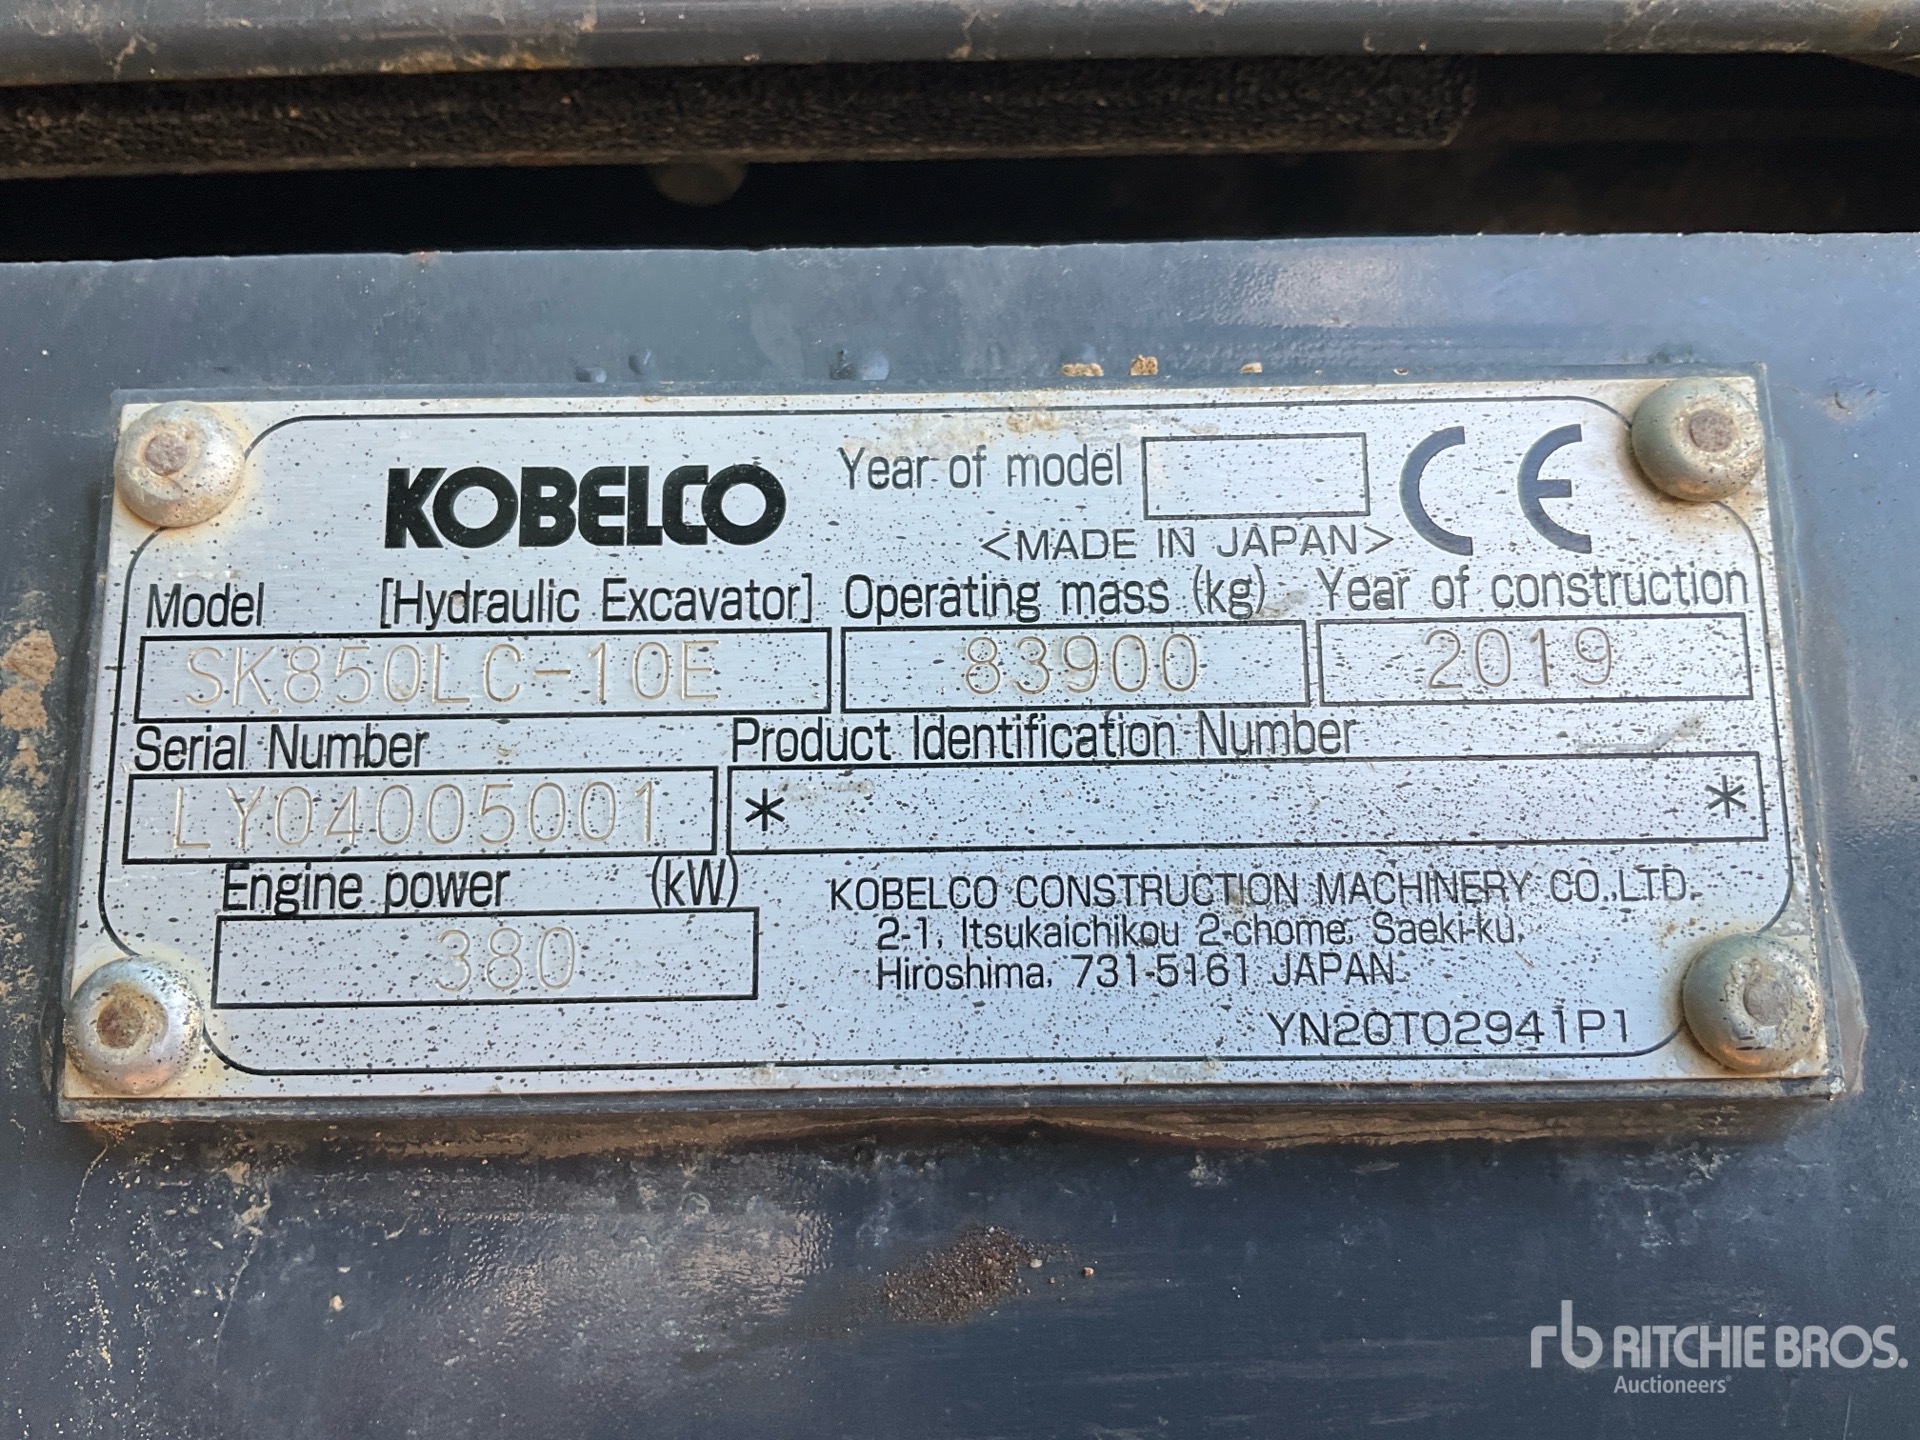 KOBELCO
Year of model
CE
<MADE IN JAPAN>
Model [Hydraulic Excavator] Operating mass (kg) Year of construction
SK850LC-10E 83900 2019
Serial Number Product Identification Number
LY04005001 * *
Engine power (kW)
380
KOBELCO CONSTRUCTION MACHINERY CO.,LTD.
2-1, Itsukaichikou 2-chome, Saeki-ku,
Hiroshima, 731-5161 JAPAN
YN20T02941P1
rb RITCHIE BROS.
Auctioneers